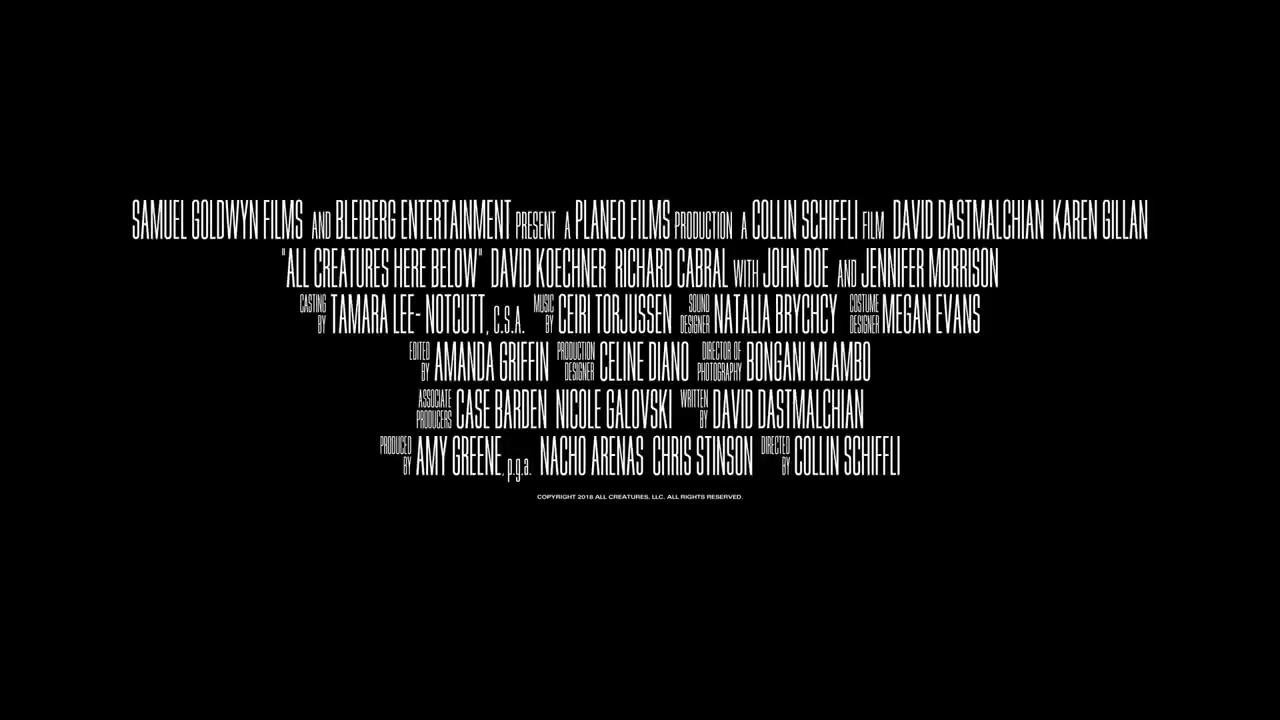 SAMUEL GOLDWYN FILMS AND BLEIBERG ENTERTAINMENT PRESENT A PLANEO FILMS PRODUCTION A COLLIN SCHIFFLI FILM DAVID DASTMALCHIAN KAREN GILLAN
"ALL CREATURES HERE BELOW" DAVID KOECHNER RICHARD CABRAL WITH JOHN DOE AND JENNIFER MORRISON
CASTING BY TAMARA LEE- NOTCUTT, C.S.A. MUSIC BY CEIRI TORJUSSEN SOUND DESIGNER NATALIA BRYCHCY COSTUME DESIGNER MEGAN EVANS
EDITED BY AMANDA GRIFFIN PRODUCTION DESIGNER CELINE DIANO DIRECTOR OF PHOTOGRAPHY BONGANI MLAMBO
ASSOCIATE PRODUCERS CASE BARDEN NICOLE GALOVSKI WRITTEN BY DAVID DASTMALCHIAN
PRODUCED BY AMY GREENE, p.g.a. NACHO ARENAS CHRIS STINSON DIRECTED BY COLLIN SCHIFFLI
COPYRIGHT 2018 ALL CREATURES, LLC. ALL RIGHTS RESERVED.